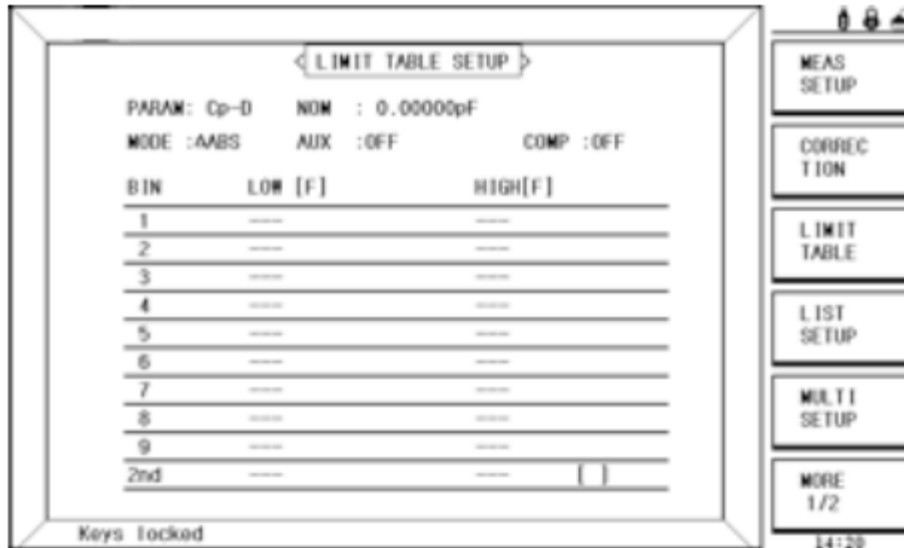 LIMIT TABLE SETUP
PARAM: Cp-D NOM : 0.00000pF
MODE :AABS AUX :OFF COMP :OFF
BIN LOW [F] HIGH[F]
1 --- ---
2 --- ---
3 --- ---
4 --- ---
5 --- ---
6 --- ---
7 --- ---
8 --- ---
9 --- ---
2nd --- --- [ ]
Keys locked
MEAS
SETUP
CORREC
TION
LIMIT
TABLE
LIST
SETUP
MULTI
SETUP
MORE
1/2
14:20